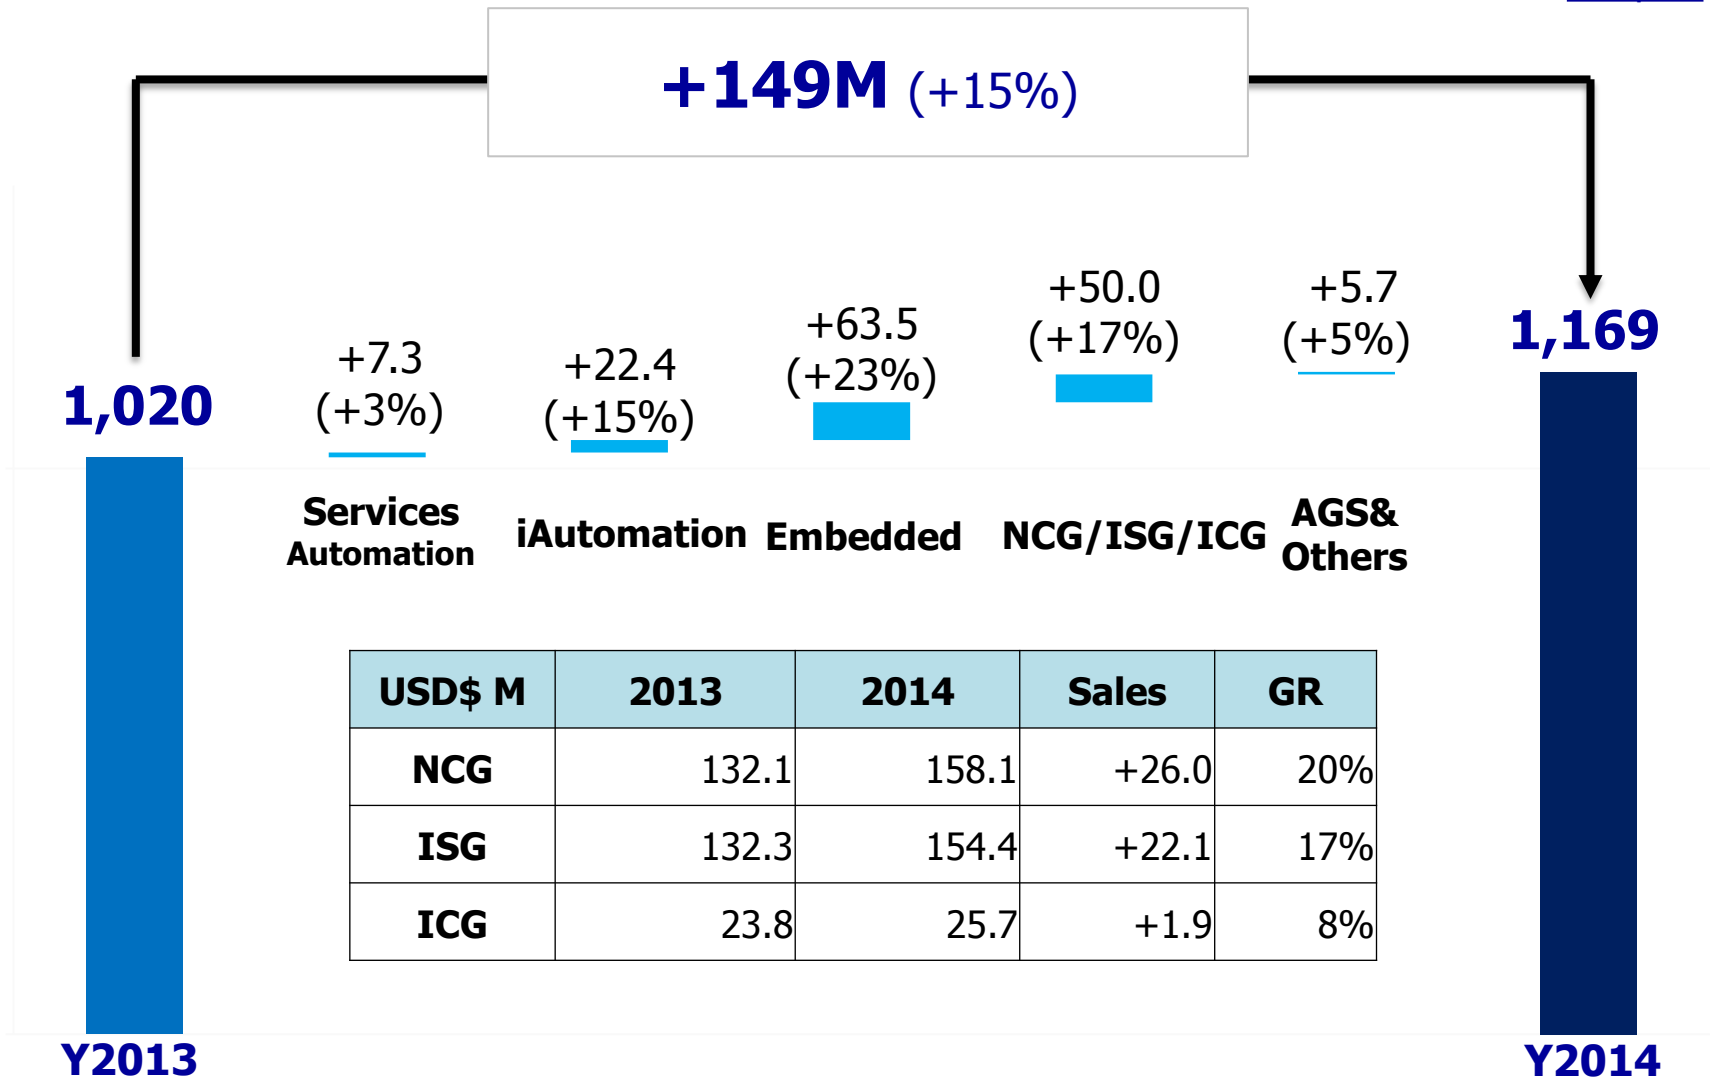 +149M (+15%)
1,020
+7.3
(+3%)
+22.4
(+15%)
+63.5
(+23%)
+50.0
(+17%)
+5.7
(+5%)
1,169
Services
Automation
iAutomation
Embedded
NCG/ISG/ICG
AGS&
Others
USD$ M 2013 2014 Sales GR
NCG 132.1 158.1 +26.0 20%
ISG 132.3 154.4 +22.1 17%
ICG 23.8 25.7 +1.9 8%
Y2013
Y2014